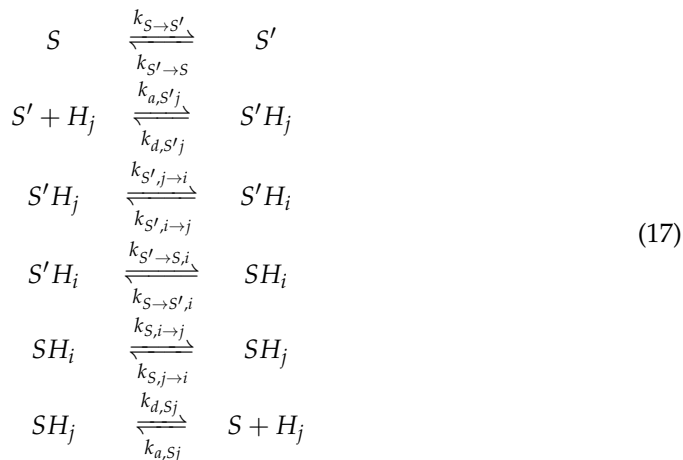 k_{S→S′}
S ⇌ S′
k_{S′→S}
k_{a,S′j}
S′ + H_j ⇌ S′H_j
k_{d,S′j}
k_{S′,j→i}
S′H_j ⇌ S′H_i
k_{S′,i→j}
(17)
k_{S′→S,i}
S′H_i ⇌ SH_i
k_{S→S′,i}
k_{S,i→j}
SH_i ⇌ SH_j
k_{S,j→i}
k_{d,Sj}
SH_j ⇌ S + H_j
k_{a,Sj}